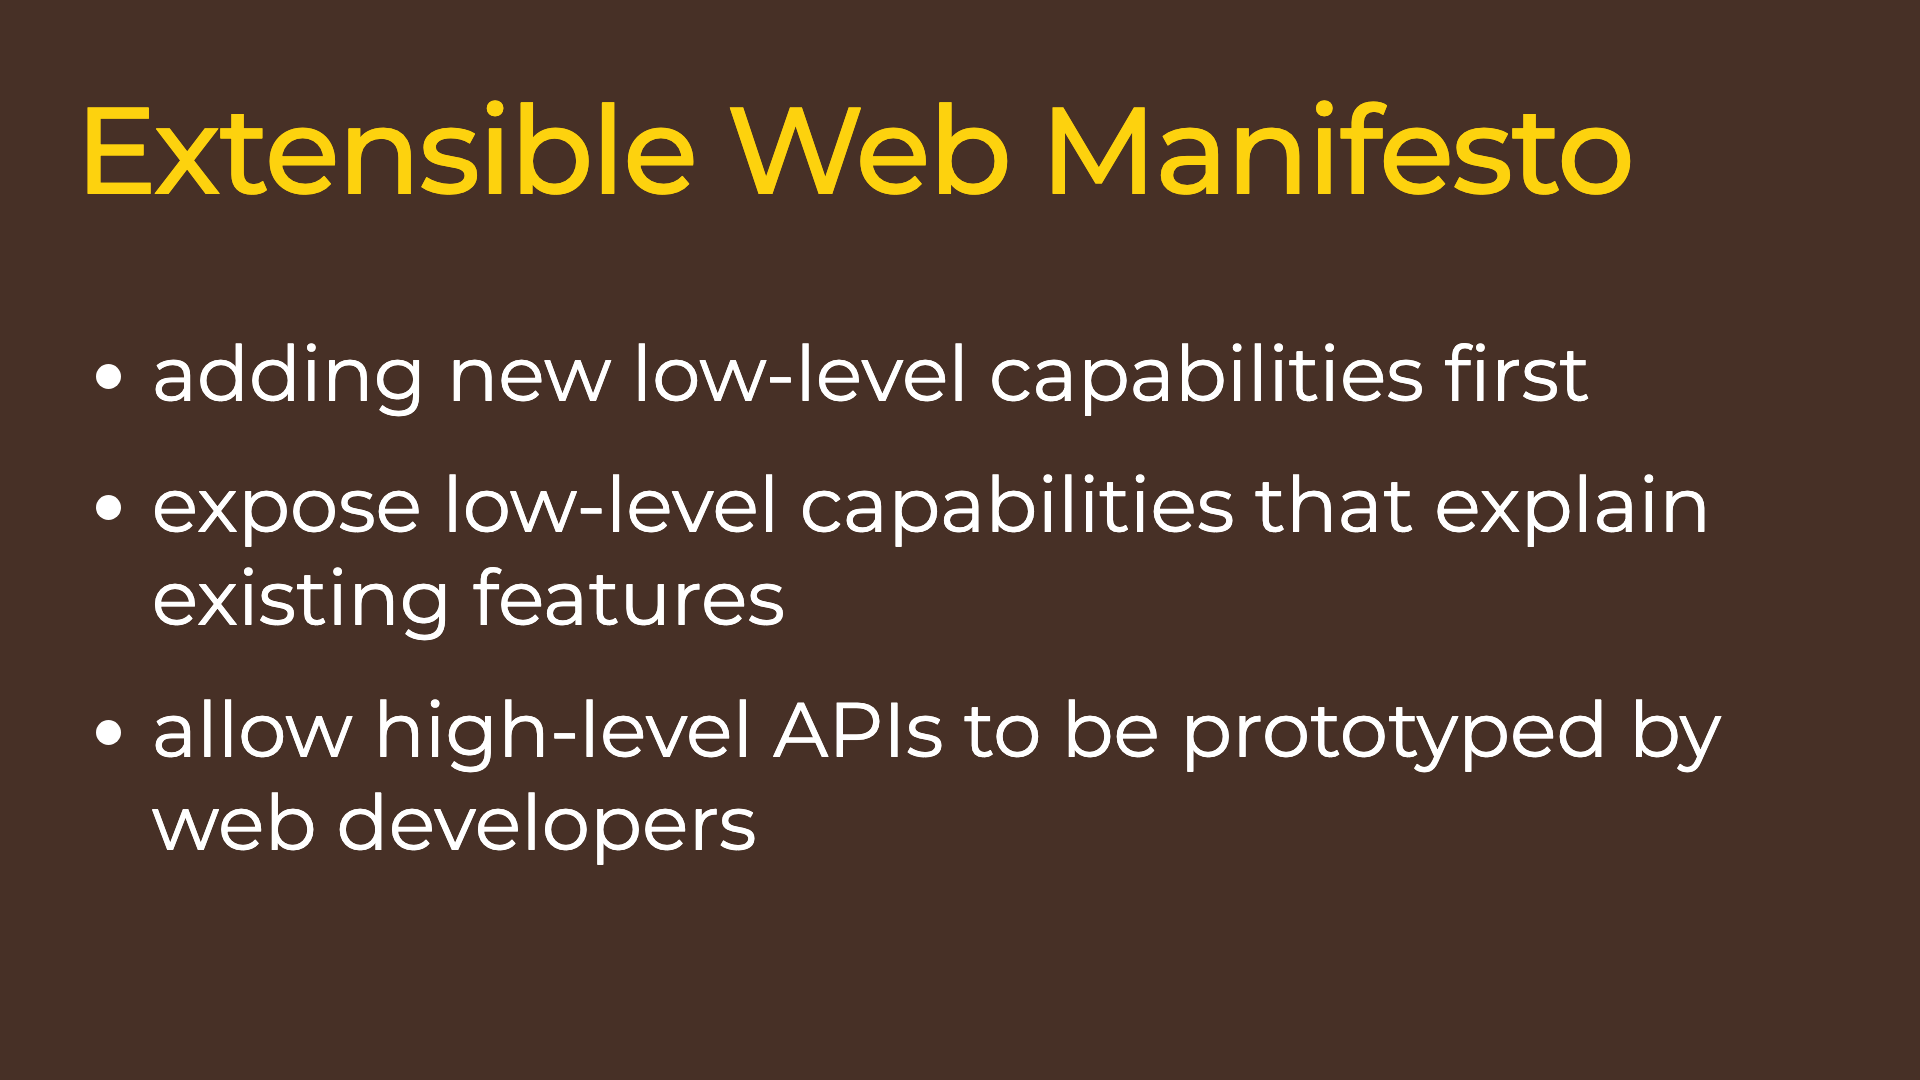 Extensible Web Manifesto
• adding new low-level capabilities first
• expose low-level capabilities that explain
existing features
• allow high-level APIs to be prototyped by
web developers